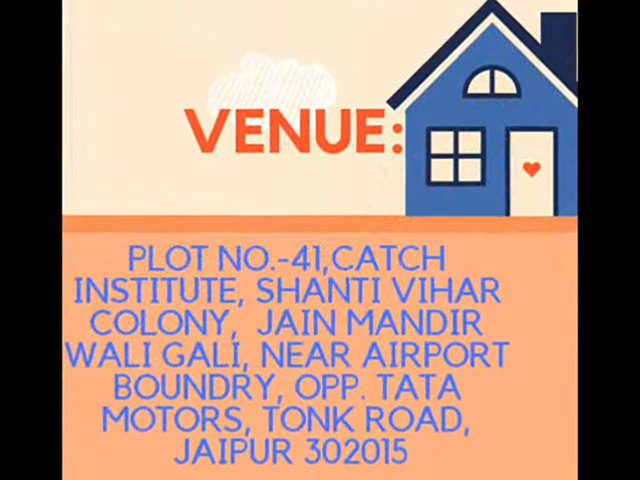 VENUE:
PLOT NO.-41,CATCH
INSTITUTE, SHANTI VIHAR
COLONY, JAIN MANDIR
WALI GALI, NEAR AIRPORT
BOUNDRY, OPP. TATA
MOTORS, TONK ROAD,
JAIPUR 302015